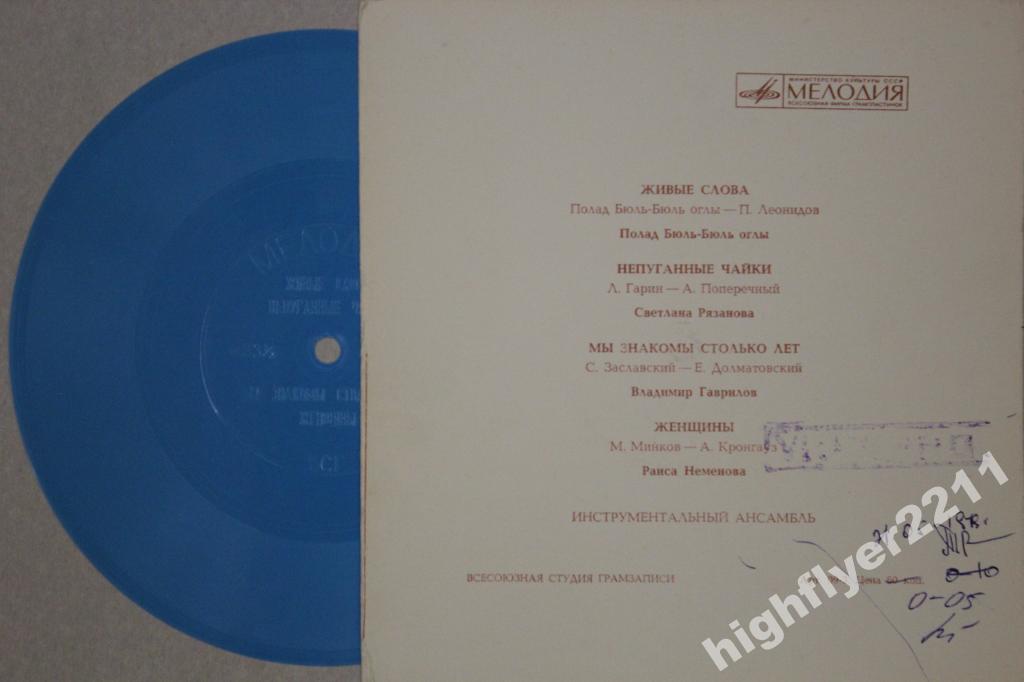 МИНИСТЕРСТВО КУЛЬТУРЫ СССР
МЕЛОДИЯ
ВСЕСОЮЗНАЯ ФИРМА ГРАМПЛАСТИНОК
ЖИВЫЕ СЛОВА
Полад Бюль-Бюль оглы — П. Леонидов
Полад Бюль-Бюль оглы
НЕПУГАННЫЕ ЧАЙКИ
Л. Гарин — А. Поперечный
Светлана Рязанова
МЫ ЗНАКОМЫ СТОЛЬКО ЛЕТ
С. Заславский — Е. Долматовский
Владимир Гаврилов
ЖЕНЩИНЫ
М. Минков — А. Кронгауз
Раиса Неменова
ИНСТРУМЕНТАЛЬНЫЙ АНСАМБЛЬ
ВСЕСОЮЗНАЯ СТУДИЯ ГРАМЗАПИСИ
Цена 60 коп.
0-10
0-05
МЕЛОД
highflyer2211